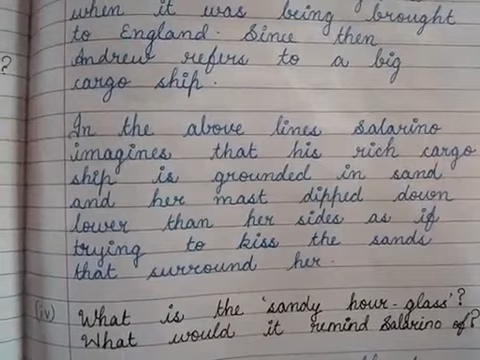 when it was being brought
to England. Since then
? Andrew refers to a big
cargo ship.
In the above lines Salarino
imagines that his rich cargo
ship is grounded in sand
and her mast dipped down
lower than her sides as if
trying to kiss the sands
that surround her.
(iv) What is the 'sandy hour-glass'?
What would it remind Salarino of?